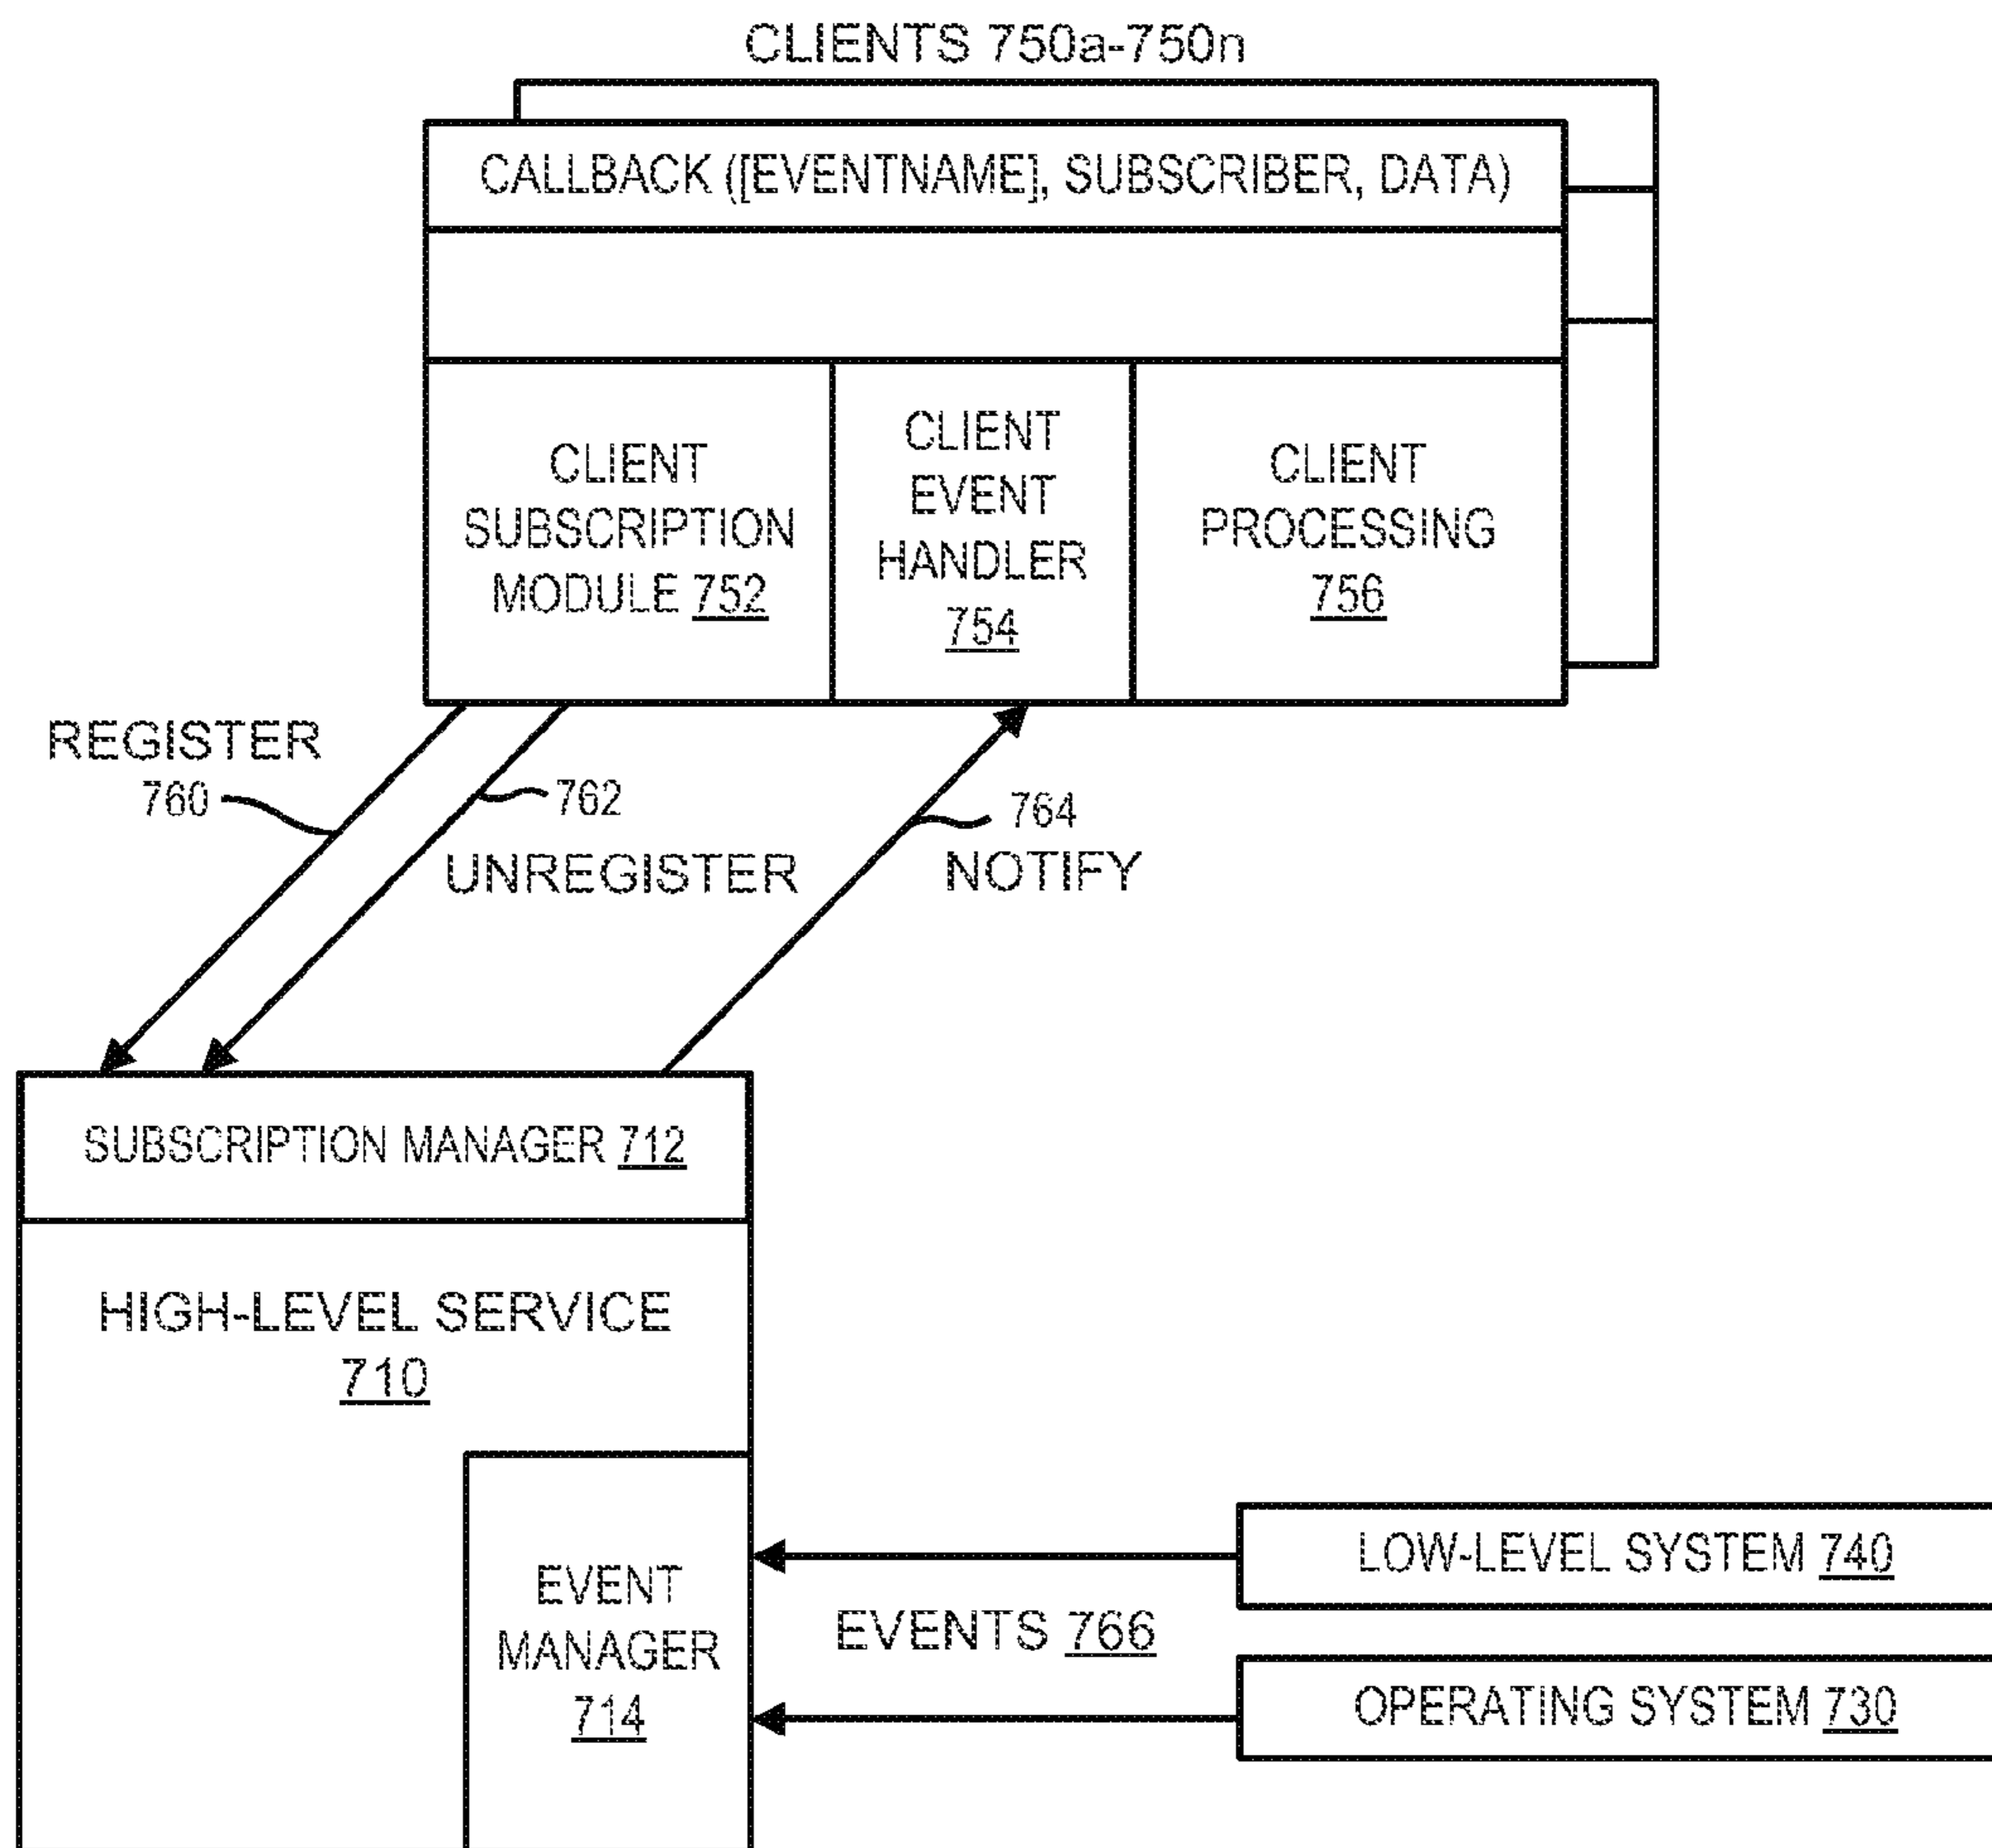 CLIENTS 750a-750n
CALLBACK ([EVENTNAME], SUBSCRIBER, DATA)
CLIENT
SUBSCRIPTION
MODULE 752
CLIENT
EVENT
HANDLER
754
CLIENT
PROCESSING
756
REGISTER
760
762
UNREGISTER
764
NOTIFY
SUBSCRIPTION MANAGER 712
HIGH-LEVEL SERVICE
710
EVENT
MANAGER
714
EVENTS 766
LOW-LEVEL SYSTEM 740
OPERATING SYSTEM 730